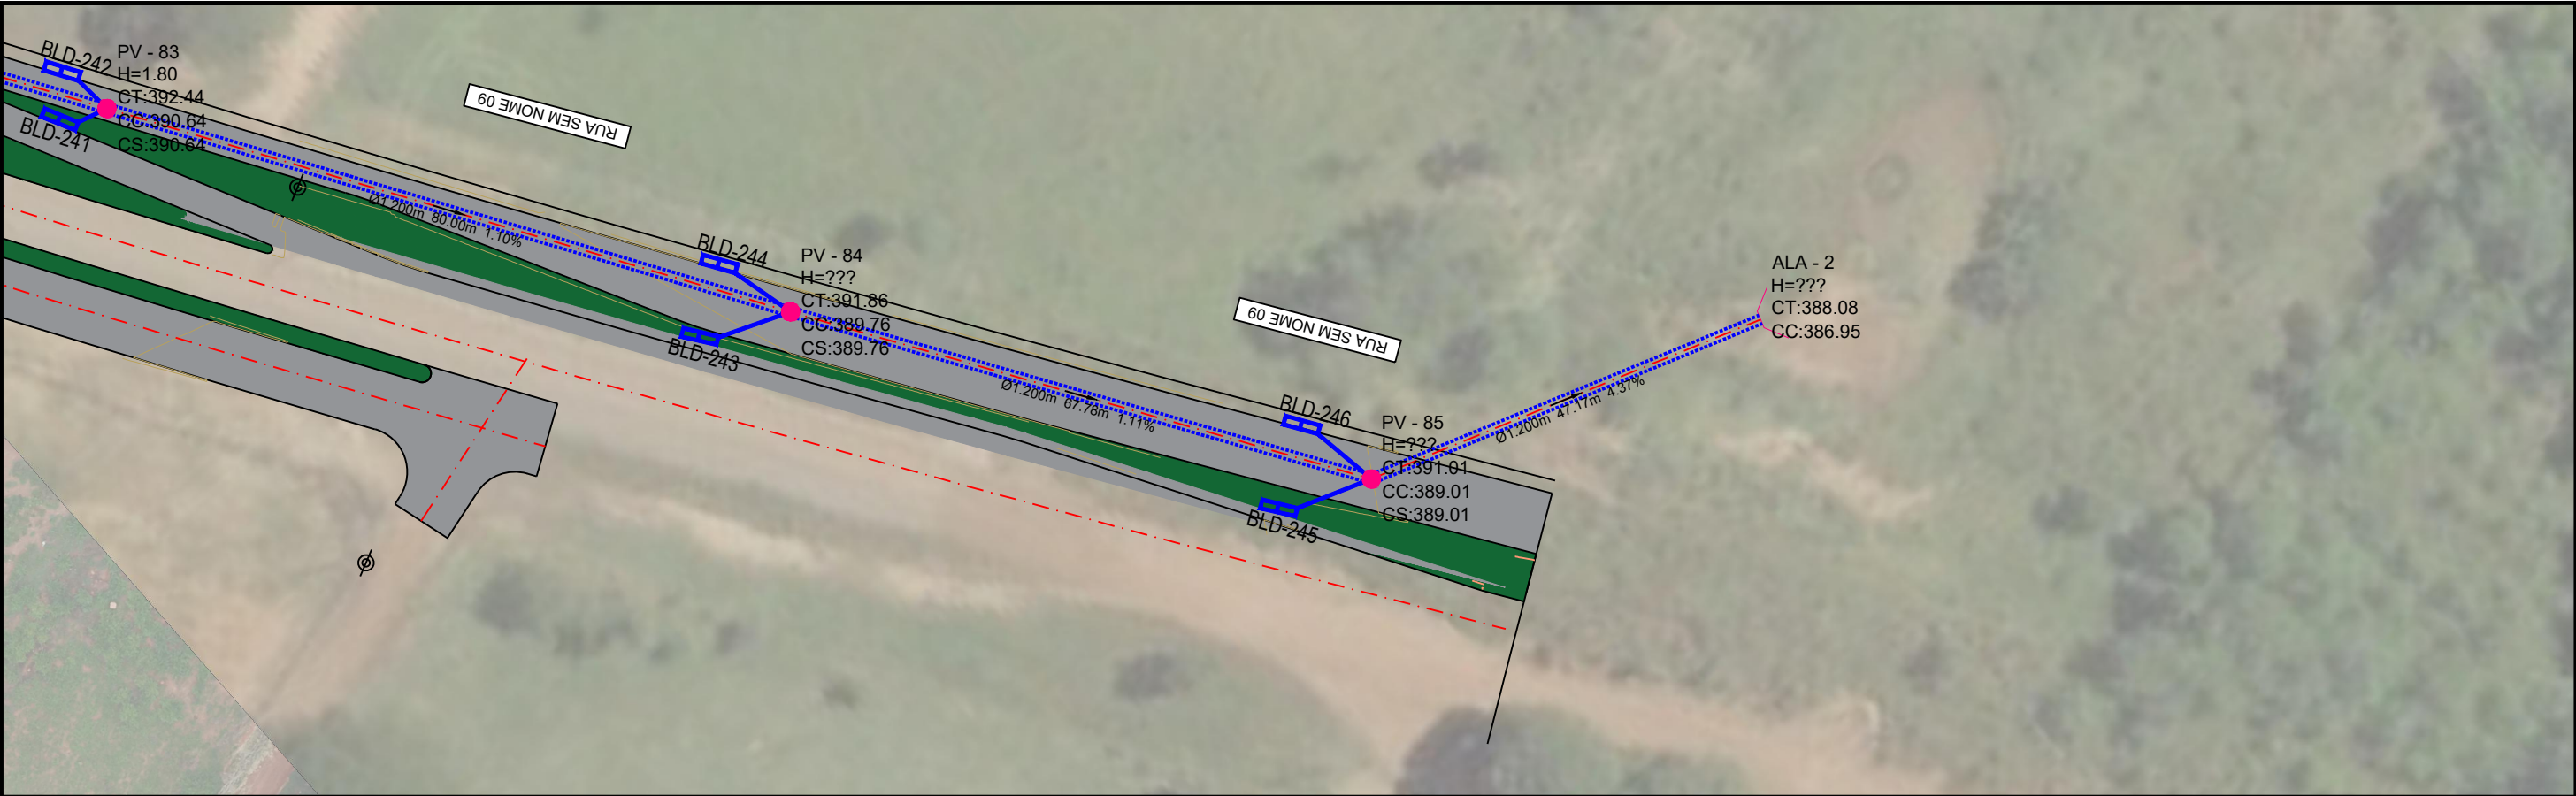 BLD-242
PV - 83
H=1.80
CT:392.44
CC:390.64
CS:390.64
BLD-241
RUA SEM NOME 09
Ø1.200m 80.00m 1.10%
BLD-244
PV - 84
H=???
CT:391.86
CC:389.76
CS:389.76
BLD-243
RUA SEM NOME 09
Ø1.200m 67.78m 1.11%
BLD-246
PV - 85
H=???
CT:391.01
CC:389.01
CS:389.01
BLD-245
Ø1.200m 47.17m 4.37%
ALA - 2
H=???
CT:388.08
CC:386.95